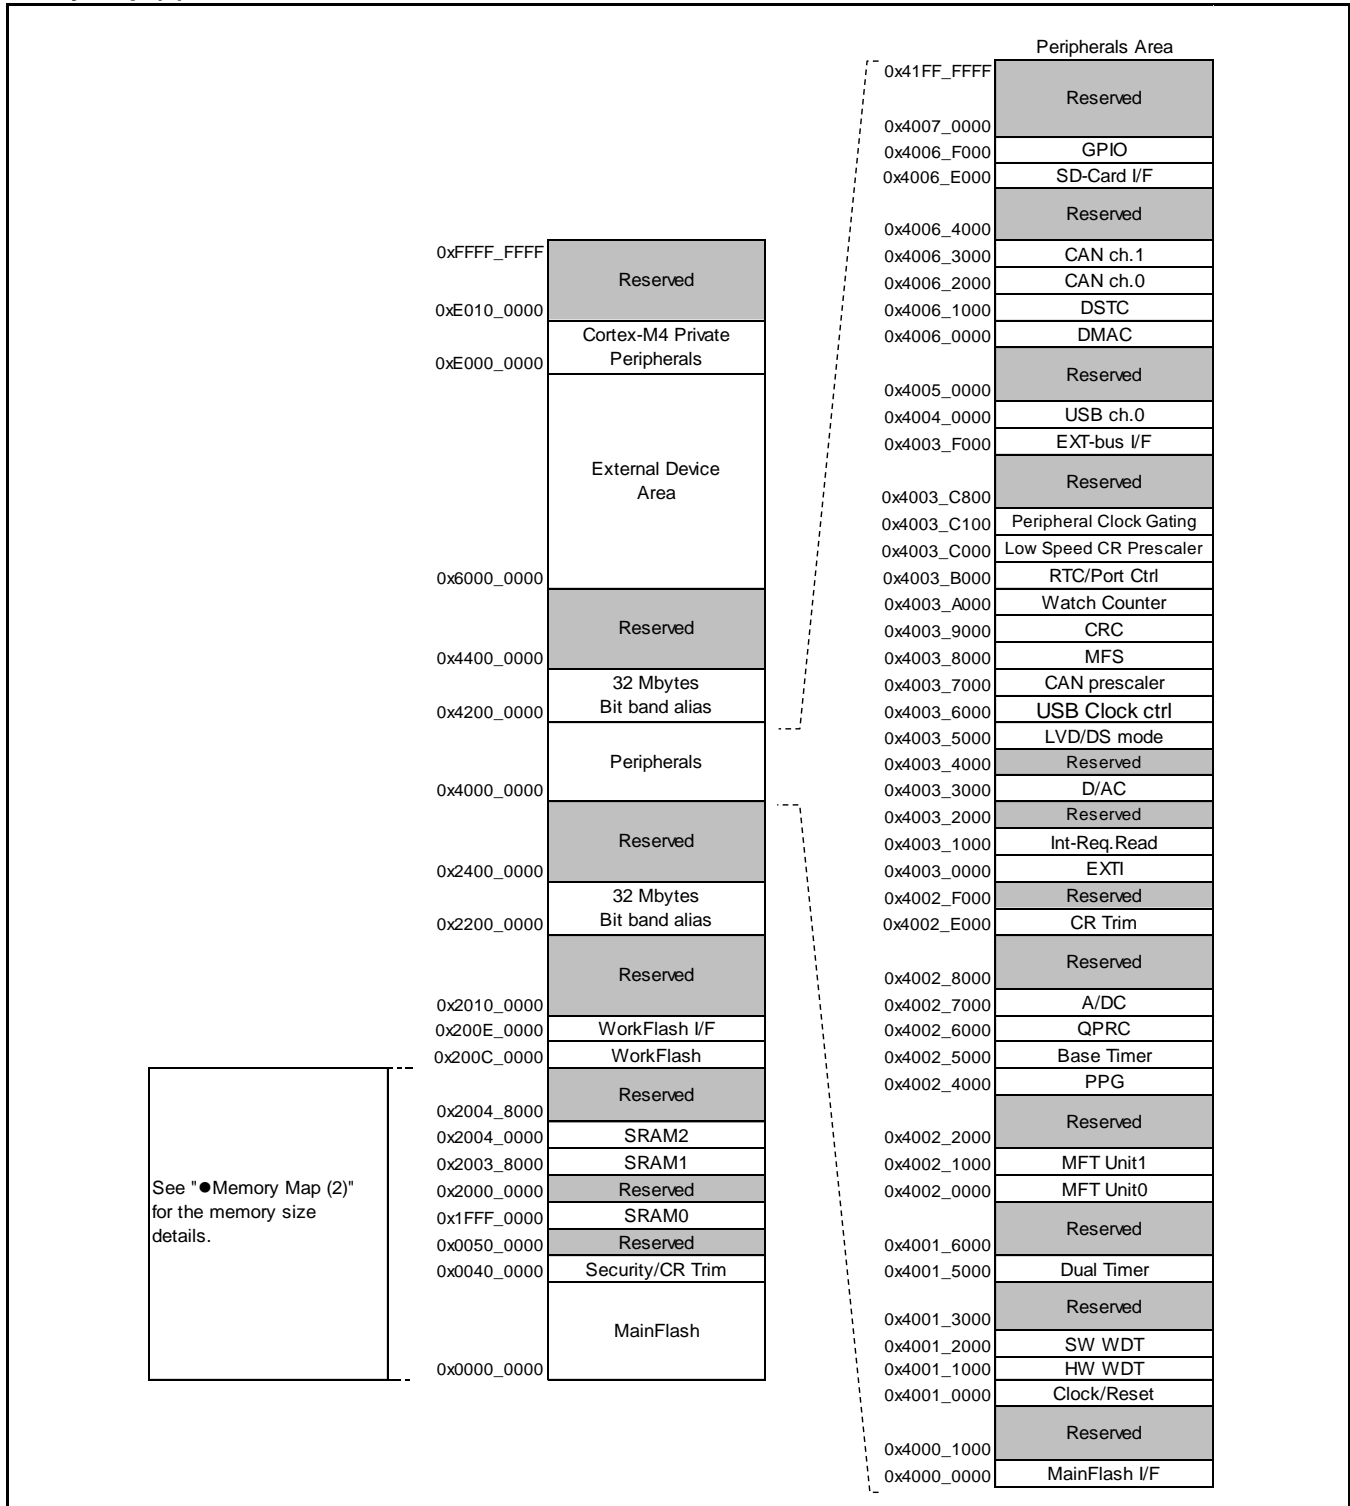 Peripherals Area
0x41FF_FFFF
Reserved
0x4007_0000
0x4006_F000 GPIO
0x4006_E000 SD-Card I/F
Reserved
0x4006_4000
0x4006_3000 CAN ch.1
0x4006_2000 CAN ch.0
0x4006_1000 DSTC
0x4006_0000 DMAC
Reserved
0x4005_0000
0x4004_0000 USB ch.0
0x4003_F000 EXT-bus I/F
Reserved
0x4003_C800
0x4003_C100 Peripheral Clock Gating
0x4003_C000 Low Speed CR Prescaler
0x4003_B000 RTC/Port Ctrl
0x4003_A000 Watch Counter
0x4003_9000 CRC
0x4003_8000 MFS
0x4003_7000 CAN prescaler
0x4003_6000 USB Clock ctrl
0x4003_5000 LVD/DS mode
0x4003_4000 Reserved
0x4003_3000 D/AC
0x4003_2000 Reserved
0x4003_1000 Int-Req.Read
0x4003_0000 EXTI
0x4002_F000 Reserved
0x4002_E000 CR Trim
Reserved
0x4002_8000
0x4002_7000 A/DC
0x4002_6000 QPRC
0x4002_5000 Base Timer
0x4002_4000 PPG
Reserved
0x4002_2000
0x4002_1000 MFT Unit1
0x4002_0000 MFT Unit0
Reserved
0x4001_6000
0x4001_5000 Dual Timer
Reserved
0x4001_3000
0x4001_2000 SW WDT
0x4001_1000 HW WDT
0x4001_0000 Clock/Reset
Reserved
0x4000_1000
0x4000_0000 MainFlash I/F
0xFFFF_FFFF
Reserved
0xE010_0000
Cortex-M4 Private
Peripherals
0xE000_0000
External Device
Area
0x6000_0000
Reserved
0x4400_0000
32 Mbytes
Bit band alias
0x4200_0000
Peripherals
0x4000_0000
Reserved
0x2400_0000
32 Mbytes
Bit band alias
0x2200_0000
Reserved
0x2010_0000
0x200E_0000 WorkFlash I/F
0x200C_0000 WorkFlash
Reserved
0x2004_8000
0x2004_0000 SRAM2
0x2003_8000 SRAM1
0x2000_0000 Reserved
0x1FFF_0000 SRAM0
0x0050_0000 Reserved
0x0040_0000 Security/CR Trim
MainFlash
0x0000_0000
See "●Memory Map (2)"
for the memory size
details.